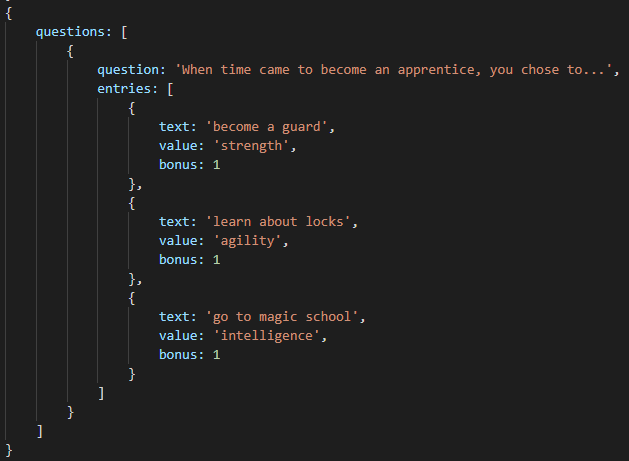 {
questions: [
{
question: 'When time came to become an apprentice, you chose to...',
entries: [
{
text: 'become a guard',
value: 'strength',
bonus: 1
},
{
text: 'learn about locks',
value: 'agility',
bonus: 1
},
{
text: 'go to magic school',
value: 'intelligence',
bonus: 1
}
]
}
]
}